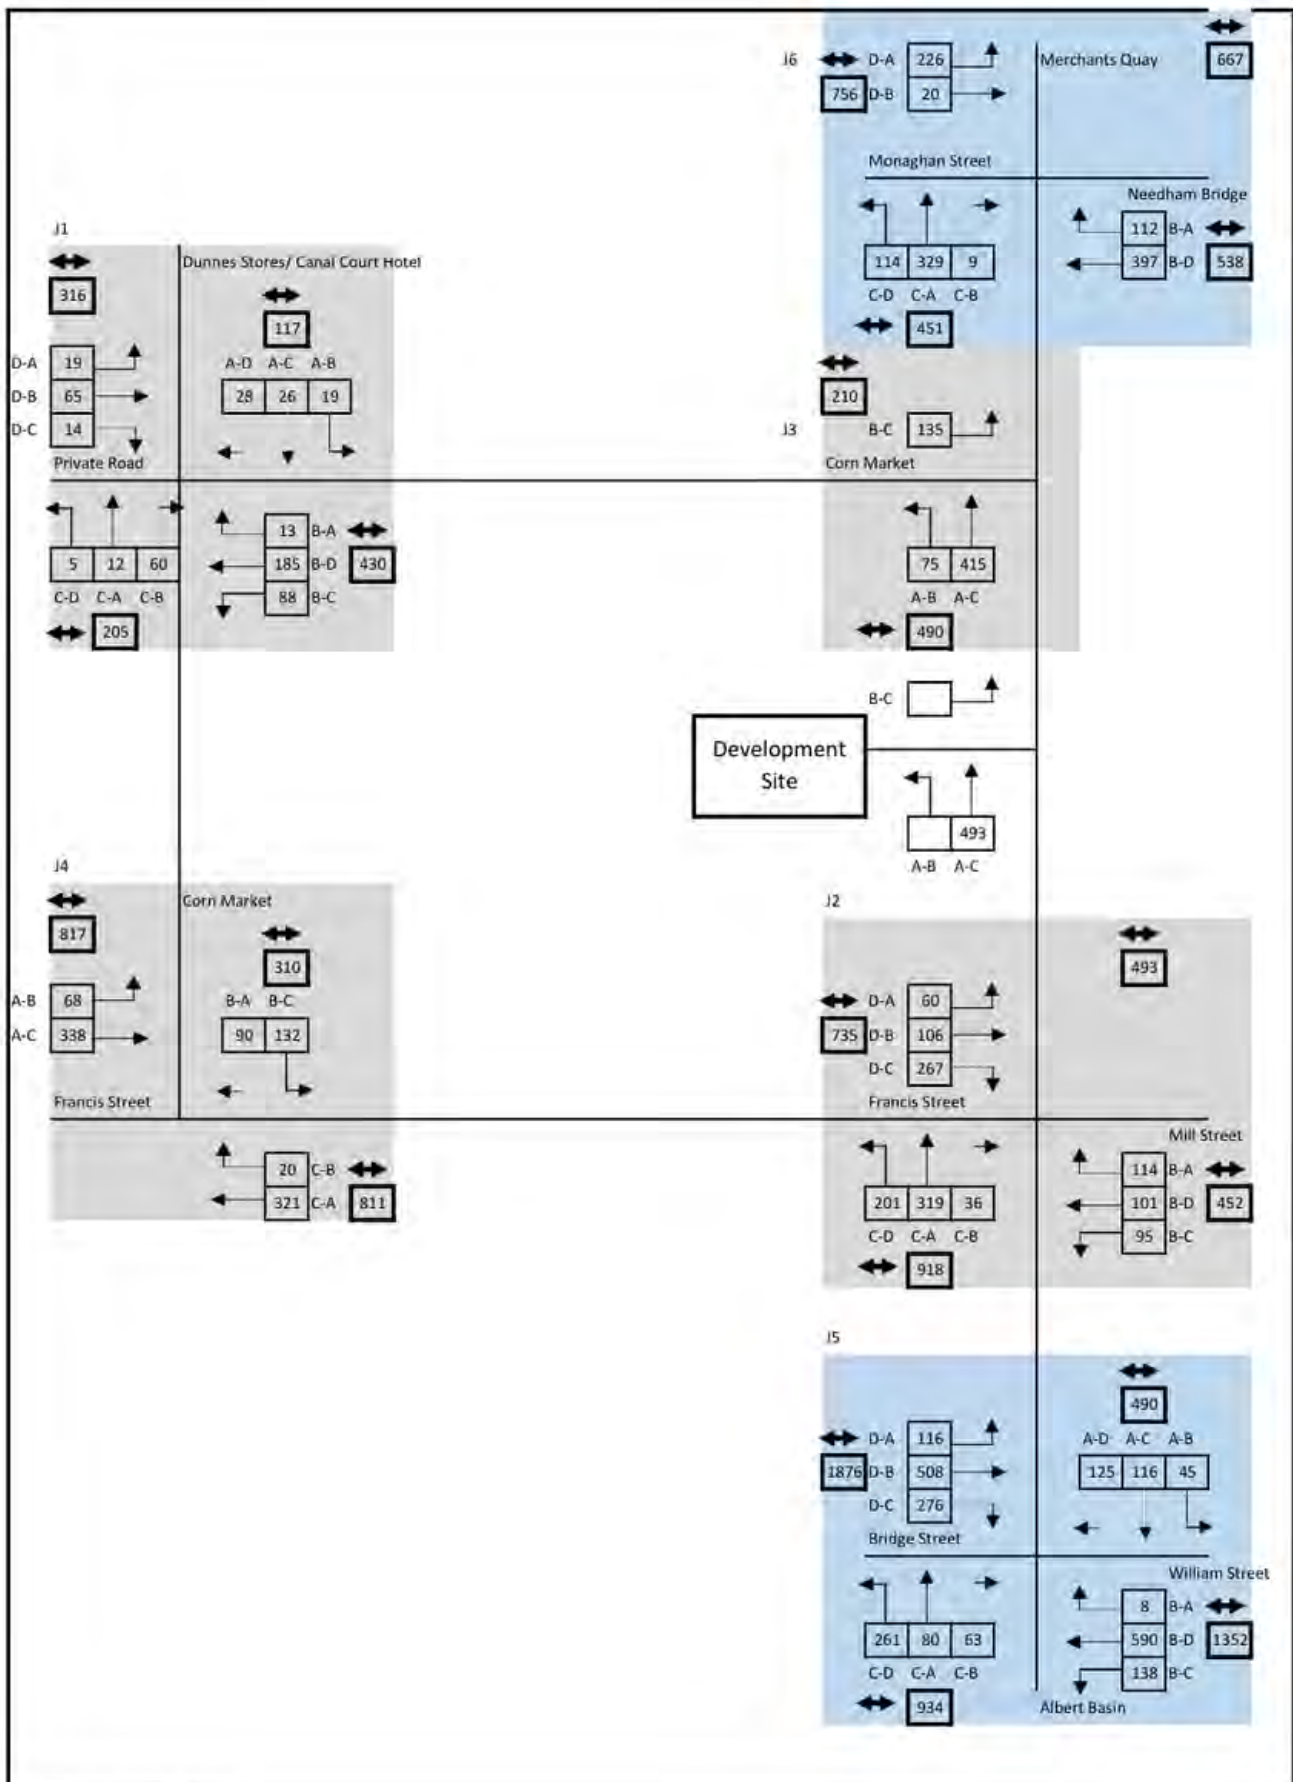 J6
D-A 226
756 D-B 20
Merchants Quay
667
Monaghan Street
Needham Bridge
112 B-A
397 B-D 538
114 329 9
C-D C-A C-B
451
J1
316
Dunnes Stores/ Canal Court Hotel
117
D-A 19
D-B 65
D-C 14
A-D A-C A-B
28 26 19
Private Road
5 12 60
C-D C-A C-B
205
13 B-A
185 B-D 430
88 B-C
210
J3
B-C 135
Corn Market
75 415
A-B A-C
490
B-C
Development
Site
493
A-B A-C
J4
817
Corn Market
310
A-B 68
A-C 338
B-A B-C
90 132
Francis Street
20 C-B
321 C-A 811
J2
493
D-A 60
735 D-B 106
D-C 267
Francis Street
Mill Street
201 319 36
C-D C-A C-B
918
114 B-A
101 B-D 452
95 B-C
J5
490
D-A 116
1876 D-B 508
D-C 276
A-D A-C A-B
125 116 45
Bridge Street
William Street
261 80 63
C-D C-A C-B
934
8 B-A
590 B-D 1352
138 B-C
Albert Basin